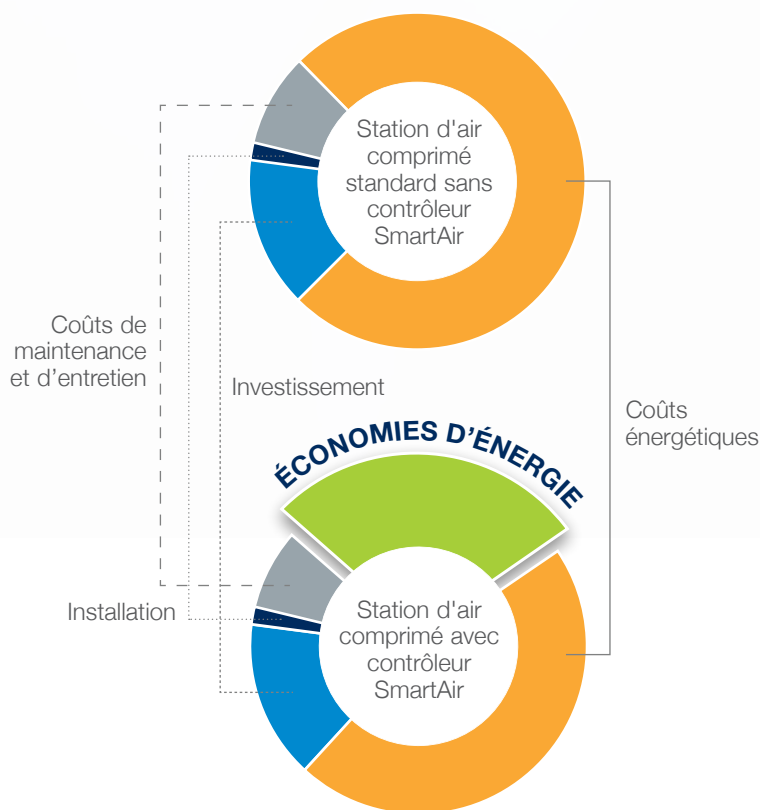 Station d'air
comprimé
standard sans
contrôleur
SmartAir
Coûts de
maintenance
et d'entretien
Investissement
Coûts
énergétiques
ÉCONOMIES D'ÉNERGIE
Installation
Station d'air
comprimé avec
contrôleur
SmartAir